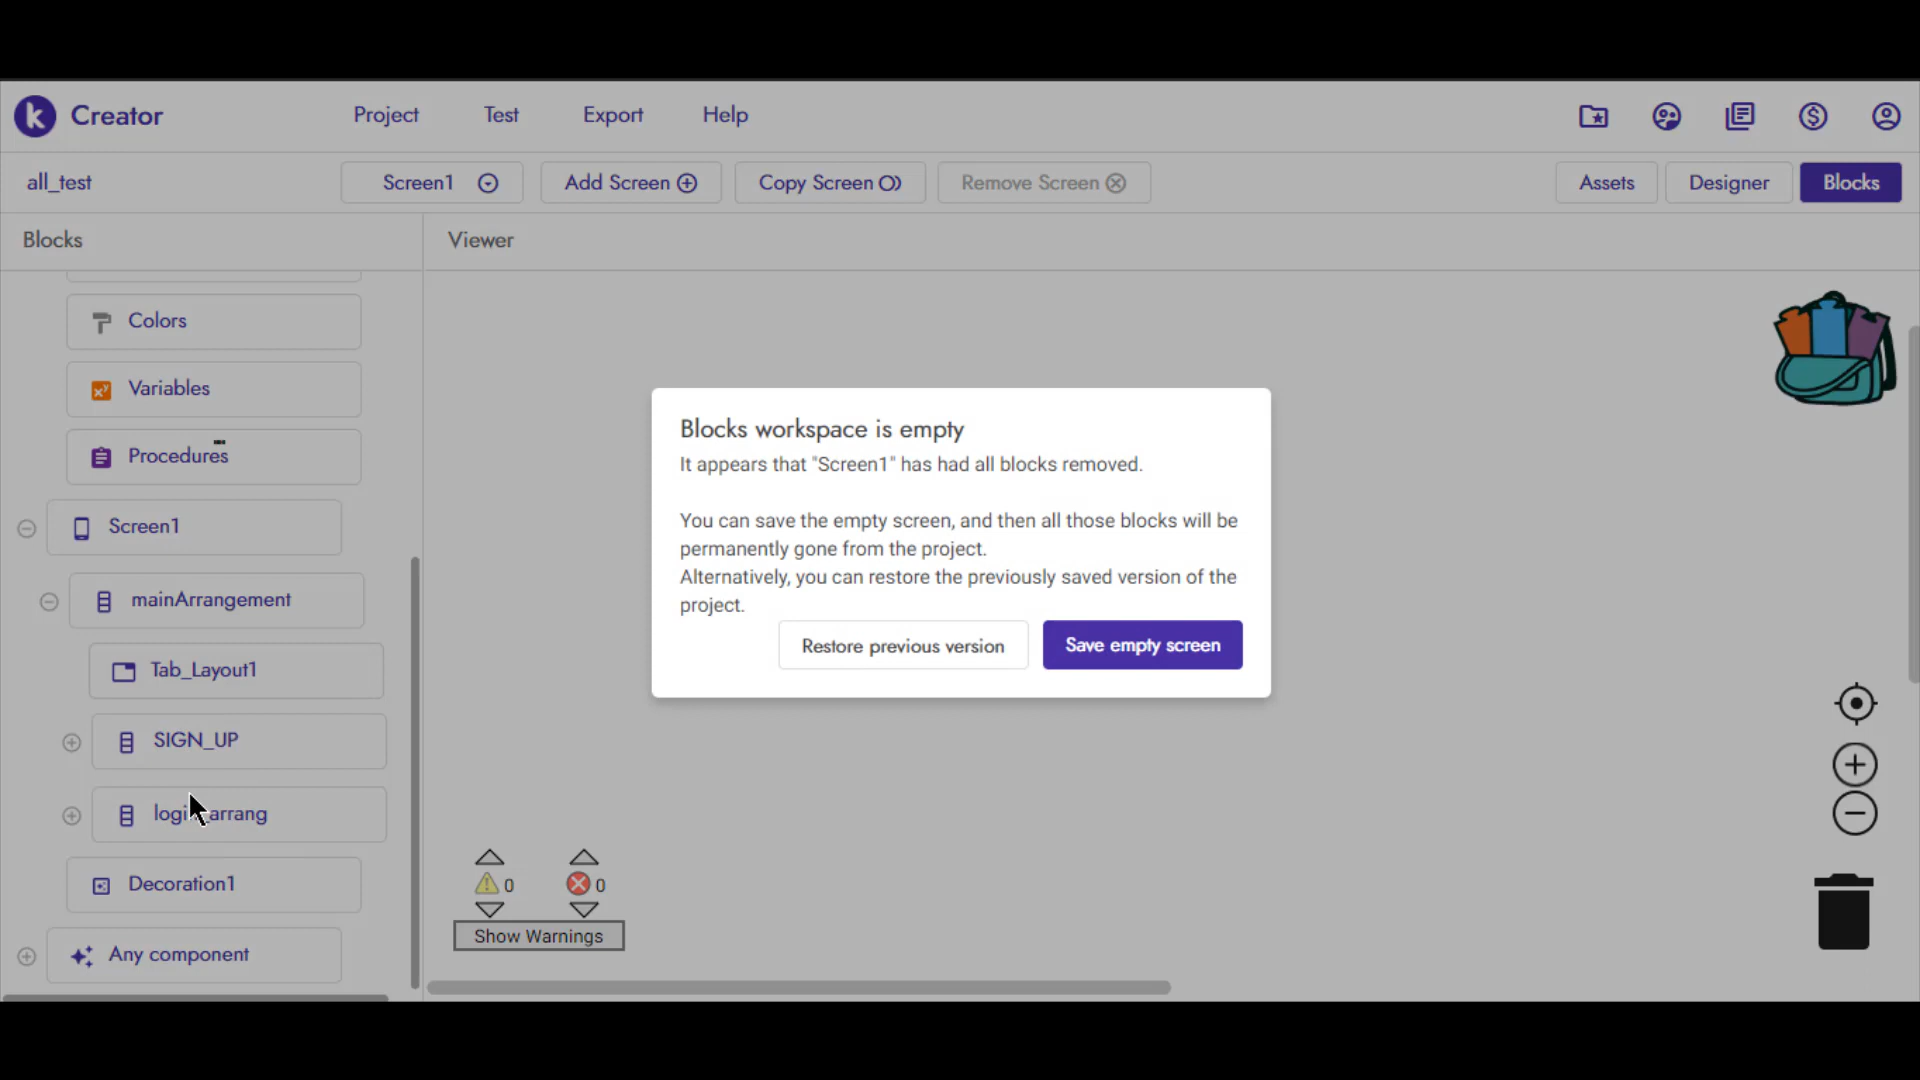 k Creator Project Test Export Help
all_test Screen1 Add Screen Copy Screen Remove Screen Assets Designer Blocks
Blocks Viewer
Colors
Variables
Procedures
Screen1
mainArrangement
Tab_Layout1
SIGN_UP
arrang
Decoration1
Any component
Blocks workspace is empty
It appears that "Screen1" has had all blocks removed.
You can save the empty screen, and then all those blocks will be
permanently gone from the project.
Alternatively, you can restore the previously saved version of the
project.
Restore previous version Save empty screen
0 0
Show Warnings